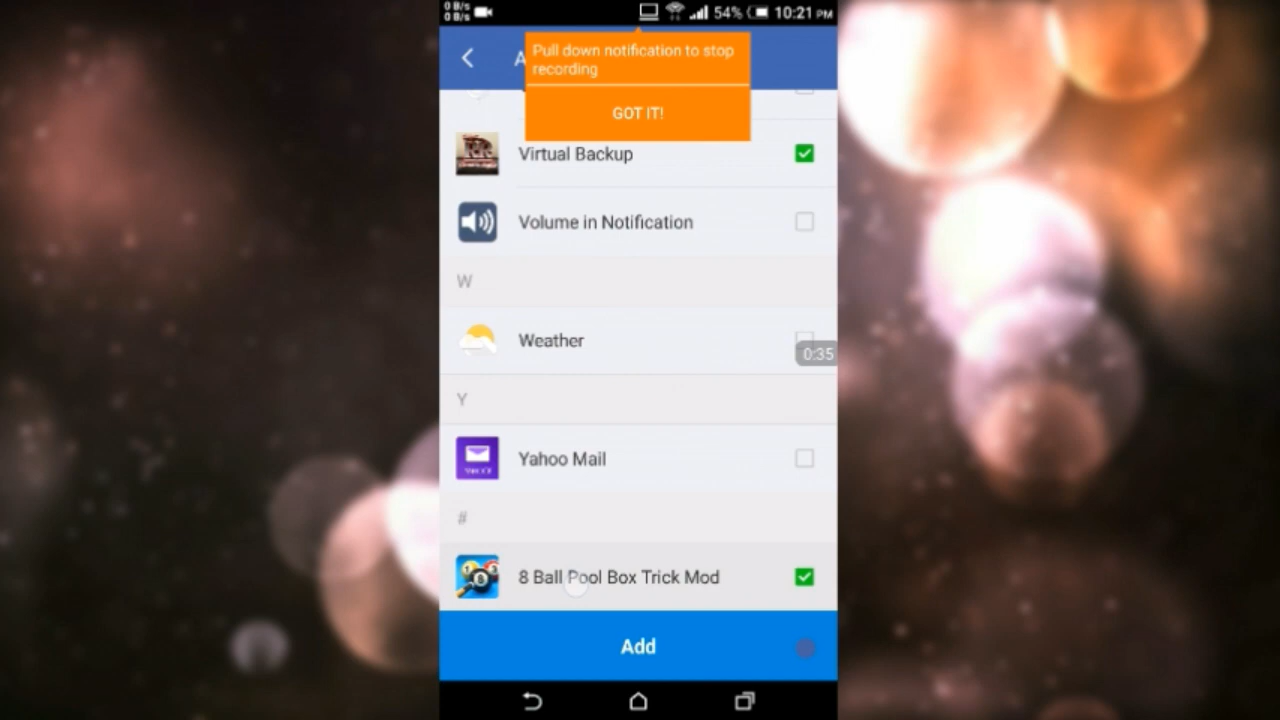 0 B/s
0 B/s
54%
10:21 PM
A
Pull down notification to stop
recording
GOT IT!
Virtual Backup
Volume in Notification
W
Weather
0:35
Y
Yahoo Mail
#
8 Ball Pool Box Trick Mod
Add